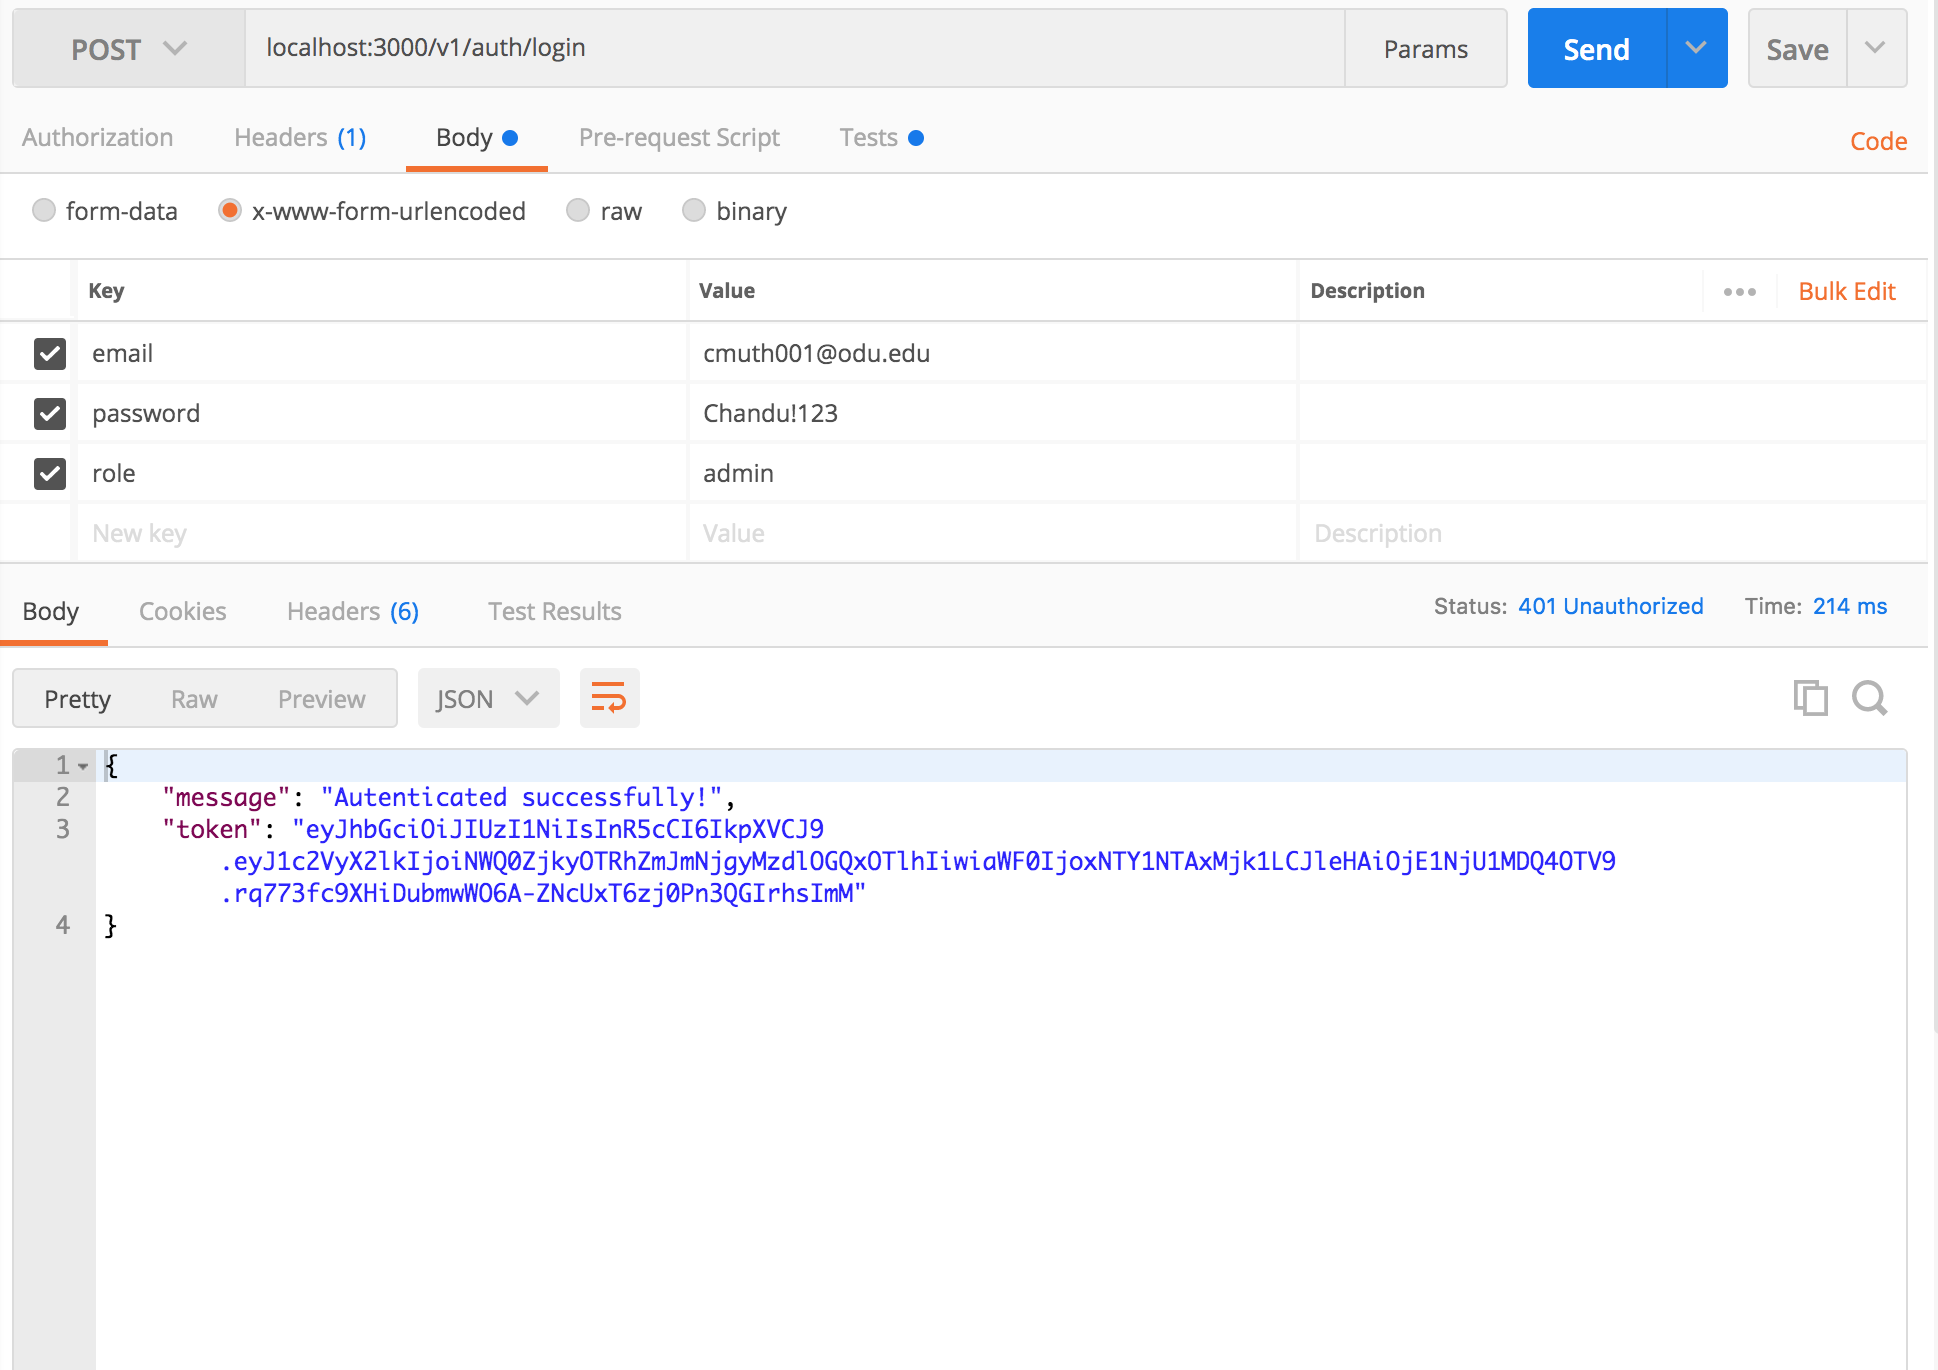 POST localhost:3000/v1/auth/login Params Send Save
Authorization Headers (1) Body Pre-request Script Tests Code
form-data x-www-form-urlencoded raw binary
Key Value Description ••• Bulk Edit
email cmuth001@odu.edu
password Chandu!123
role admin
New key Value Description
Body Cookies Headers (6) Test Results Status: 401 Unauthorized Time: 214 ms
Pretty Raw Preview JSON
1 {
2 "message": "Autenticated successfully!",
3 "token": "eyJhbGciOiJIUzI1NiIsInR5cCI6IkpXVCJ9
.eyJ1c2VyX2lkIjoiNWQ0ZjkyOTRhZmJmNjgyMzdlOGQxOTlhIiwiaWF0IjoxNTY1NTAxMjk1LCJleHAiOjE1NjU1MDQ4OTV9
.rq773fc9XHiDubmwWO6A-ZNcUxT6zj0Pn3QGIrhsImM"
4 }